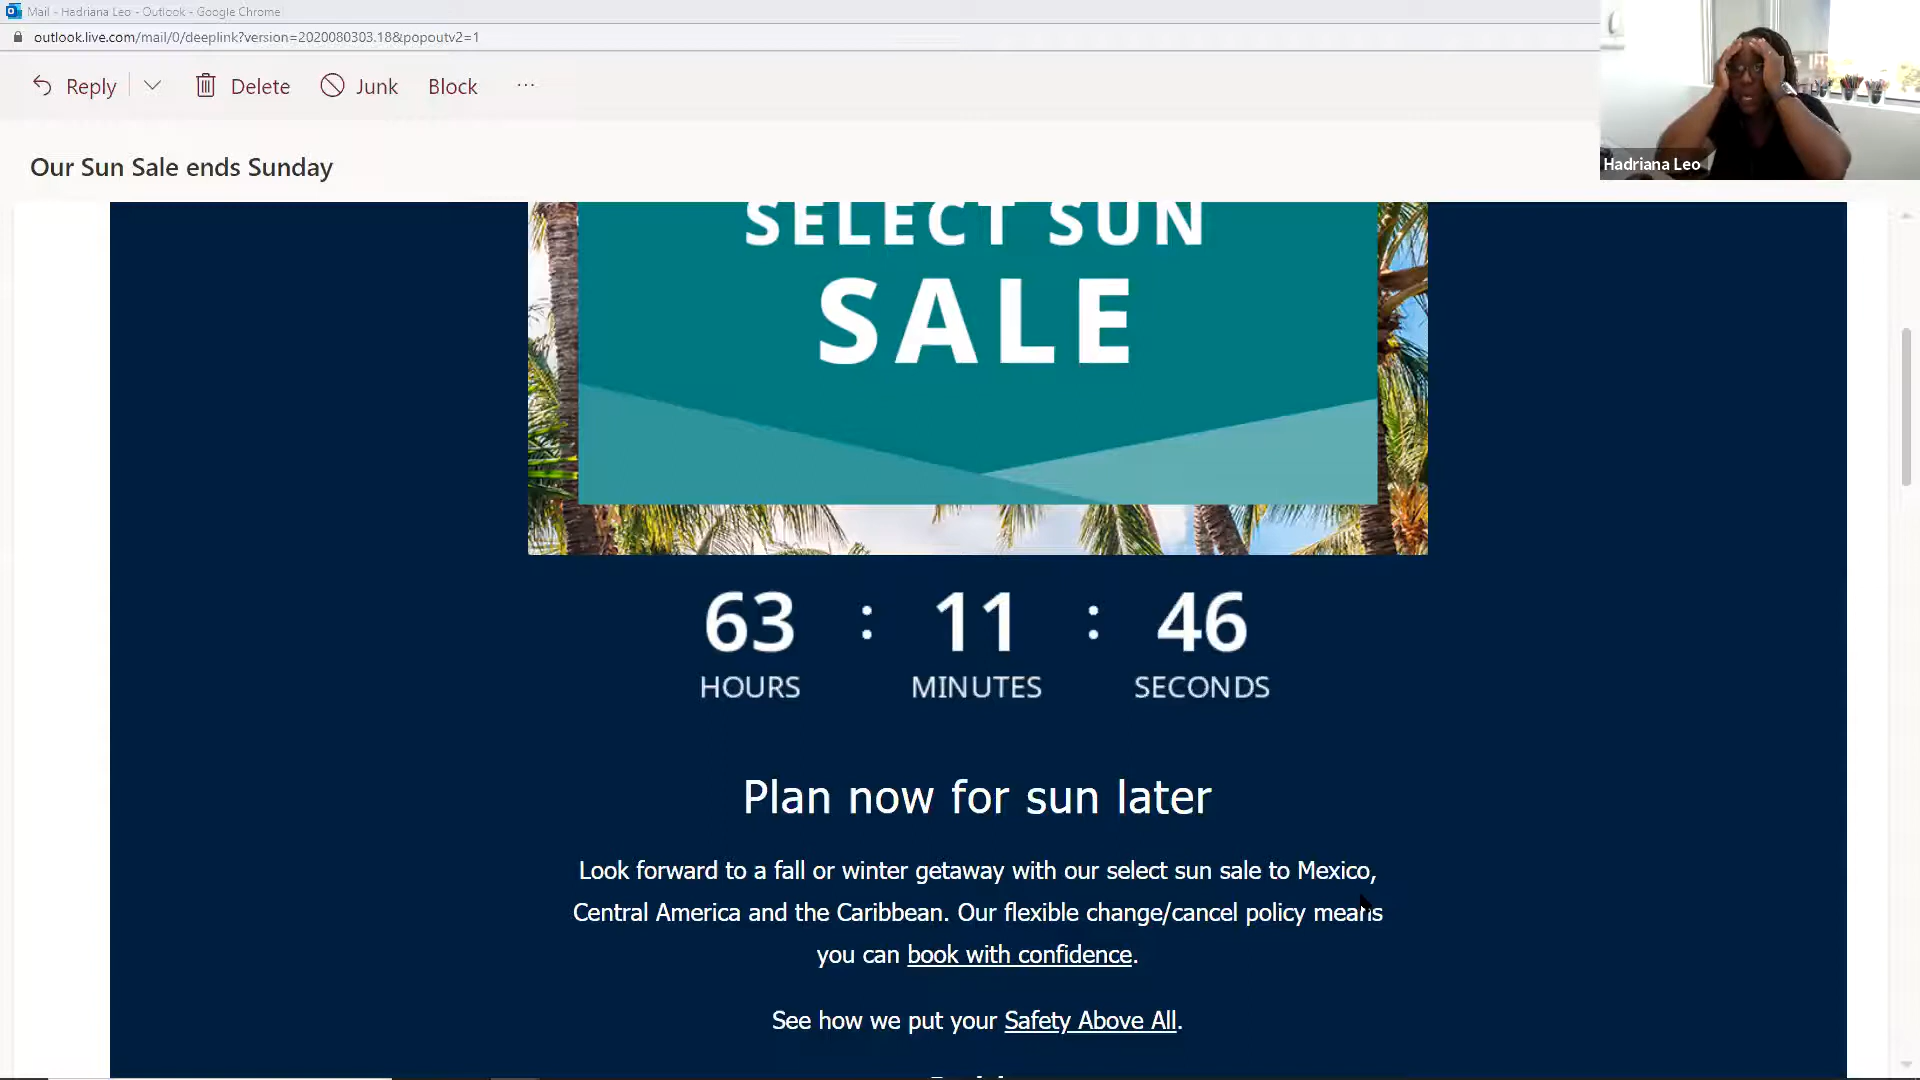 Mail - Hadriana Leo - Outlook - Google Chrome
outlook.live.com/mail/0/deeplink?version=2020080303.18&popoutv2=1
Reply
Delete
Junk
Block
...
Hadriana Leo
Our Sun Sale ends Sunday
SELECT SUN
SALE
63 : 11 : 46
HOURS MINUTES SECONDS
Plan now for sun later
Look forward to a fall or winter getaway with our select sun sale to Mexico,
Central America and the Caribbean. Our flexible change/cancel policy means
you can book with confidence.
See how we put your Safety Above All.